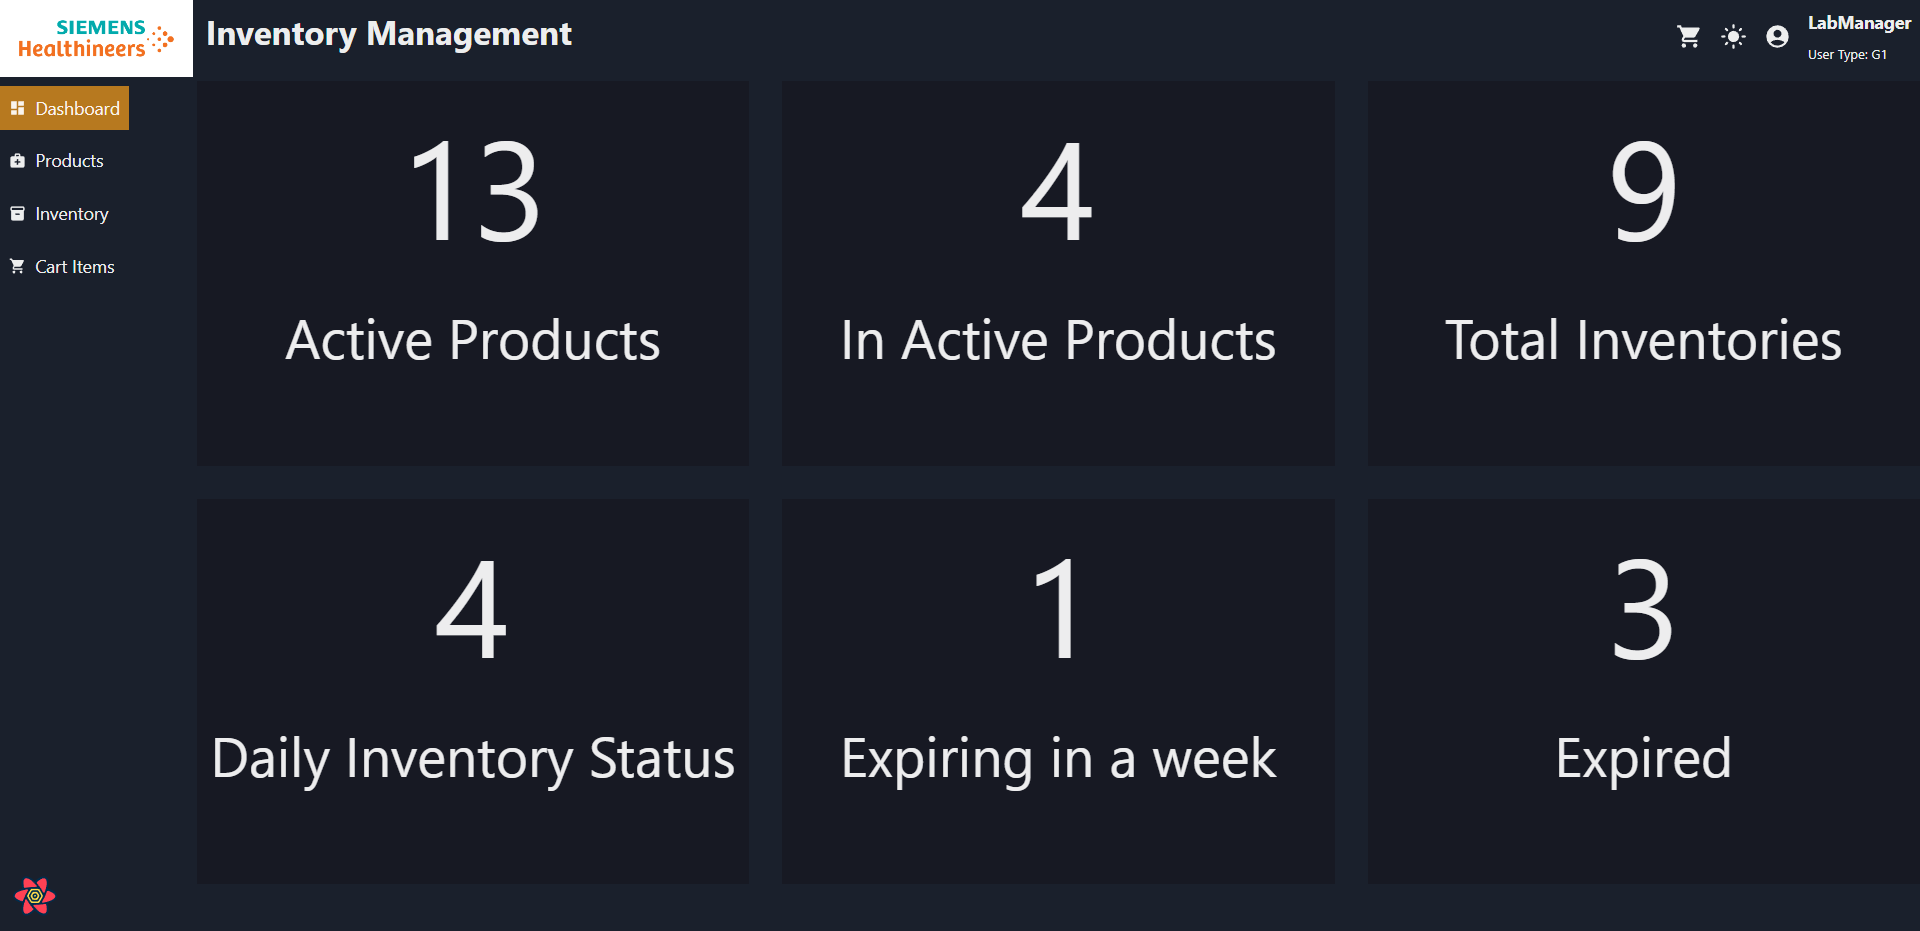 SIEMENS
Healthineers
Inventory Management
LabManager
User Type: G1
Dashboard
Products
Inventory
Cart Items
13
Active Products
4
In Active Products
9
Total Inventories
4
Daily Inventory Status
1
Expiring in a week
3
Expired